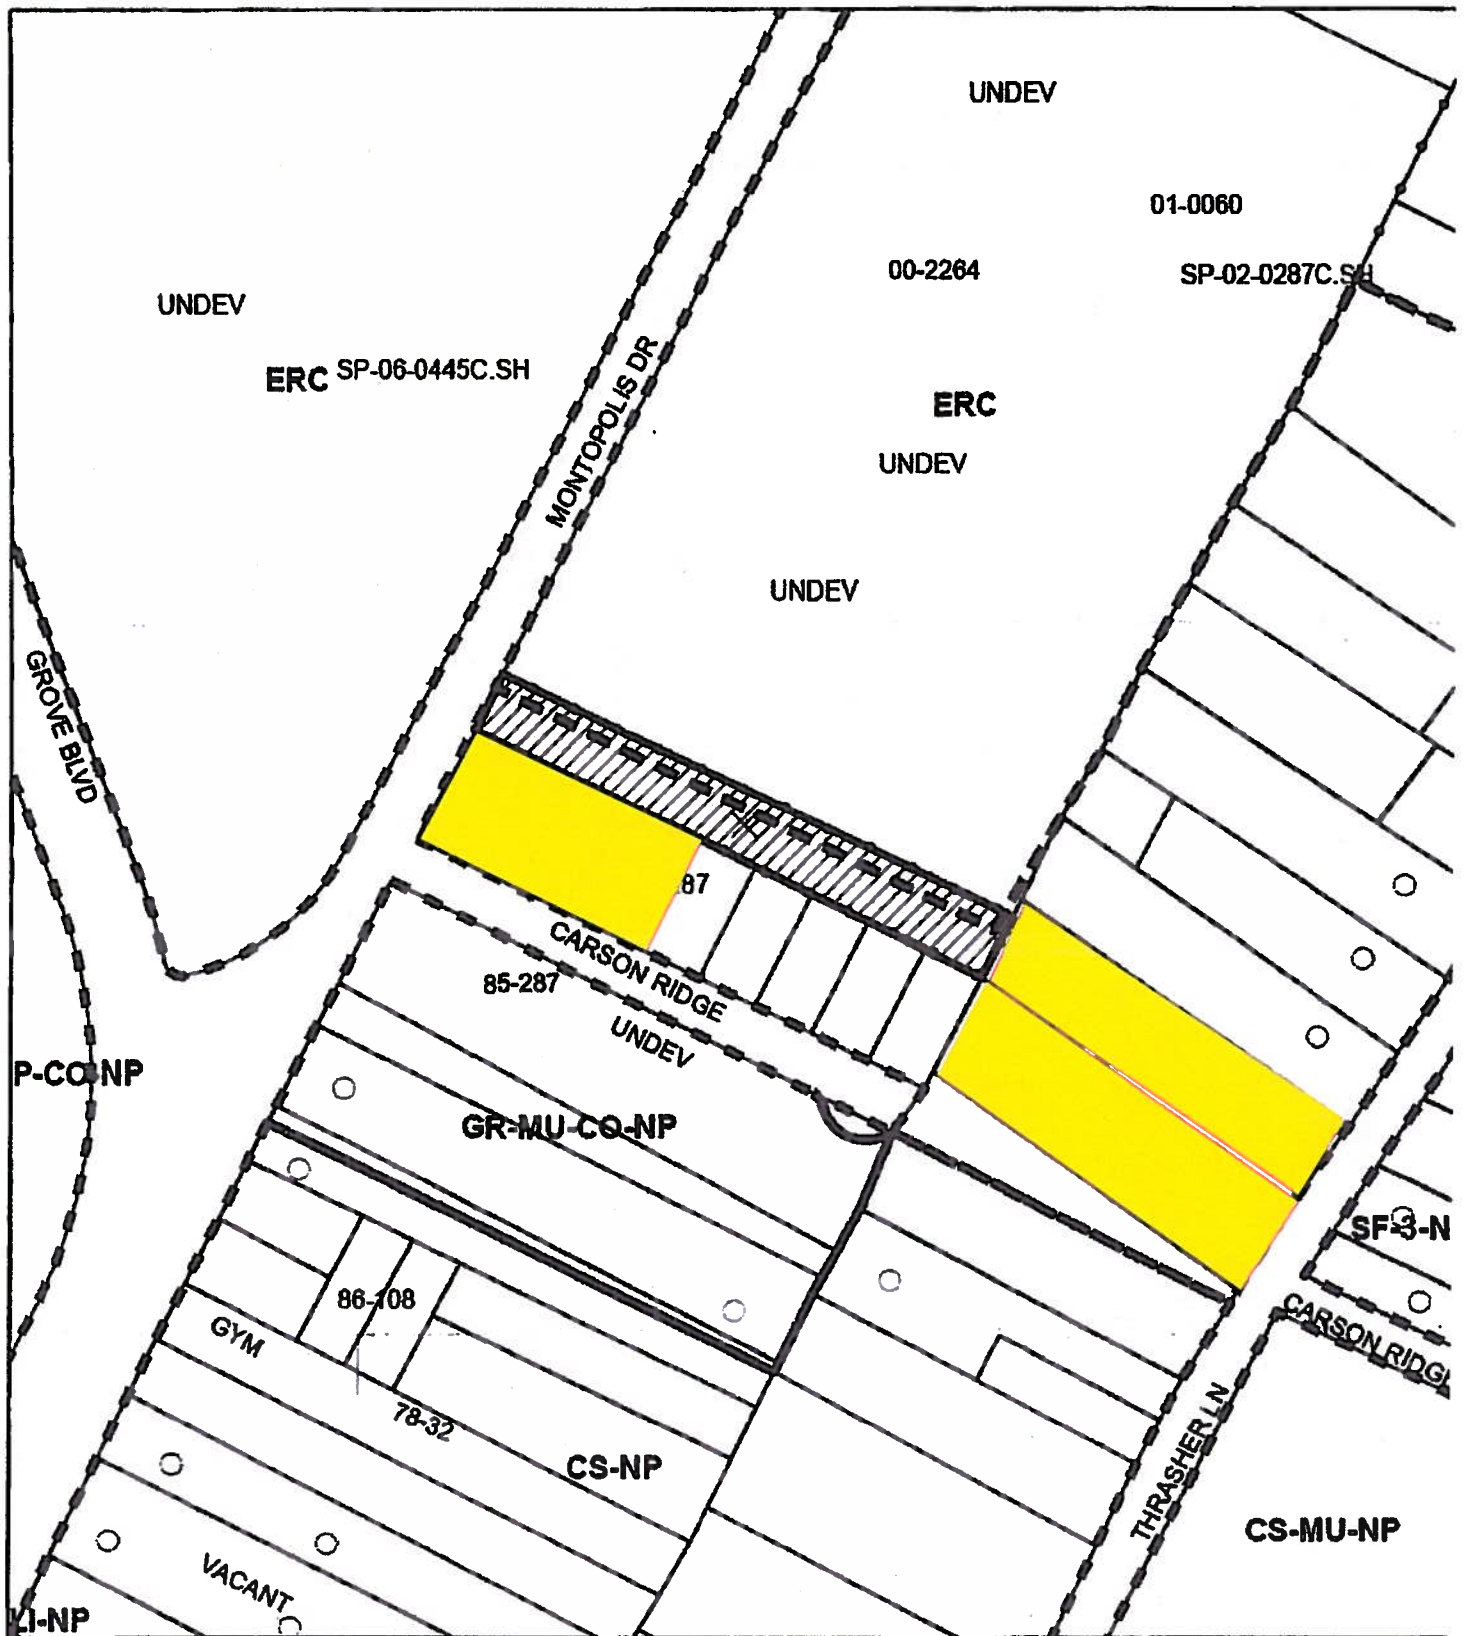 UNDEV
01-0060
00-2264
SP-02-0287C.SH
UNDEV
ERC SP-06-0445C.SH
MONTOPOLIS DR
ERC
UNDEV
UNDEV
GROVE BLVD
87
CARSON RIDGE
85-287
UNDEV
P-CO-NP
GR-MU-CO-NP
SF-3-N
86-108
CARSON RIDGE
GYM
78-32
THRASHER LN
CS-NP
CS-MU-NP
VACANT
LI-NP